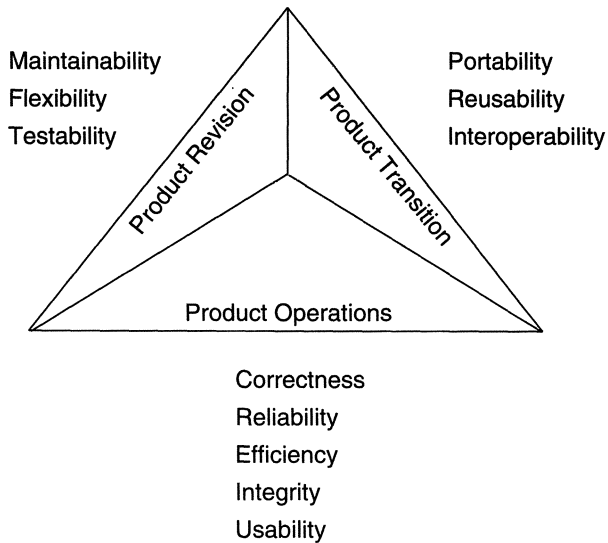 Maintainability
Flexibility
Testability
Product Revision
Product Transition
Portability
Reusability
Interoperability
Product Operations
Correctness
Reliability
Efficiency
Integrity
Usability